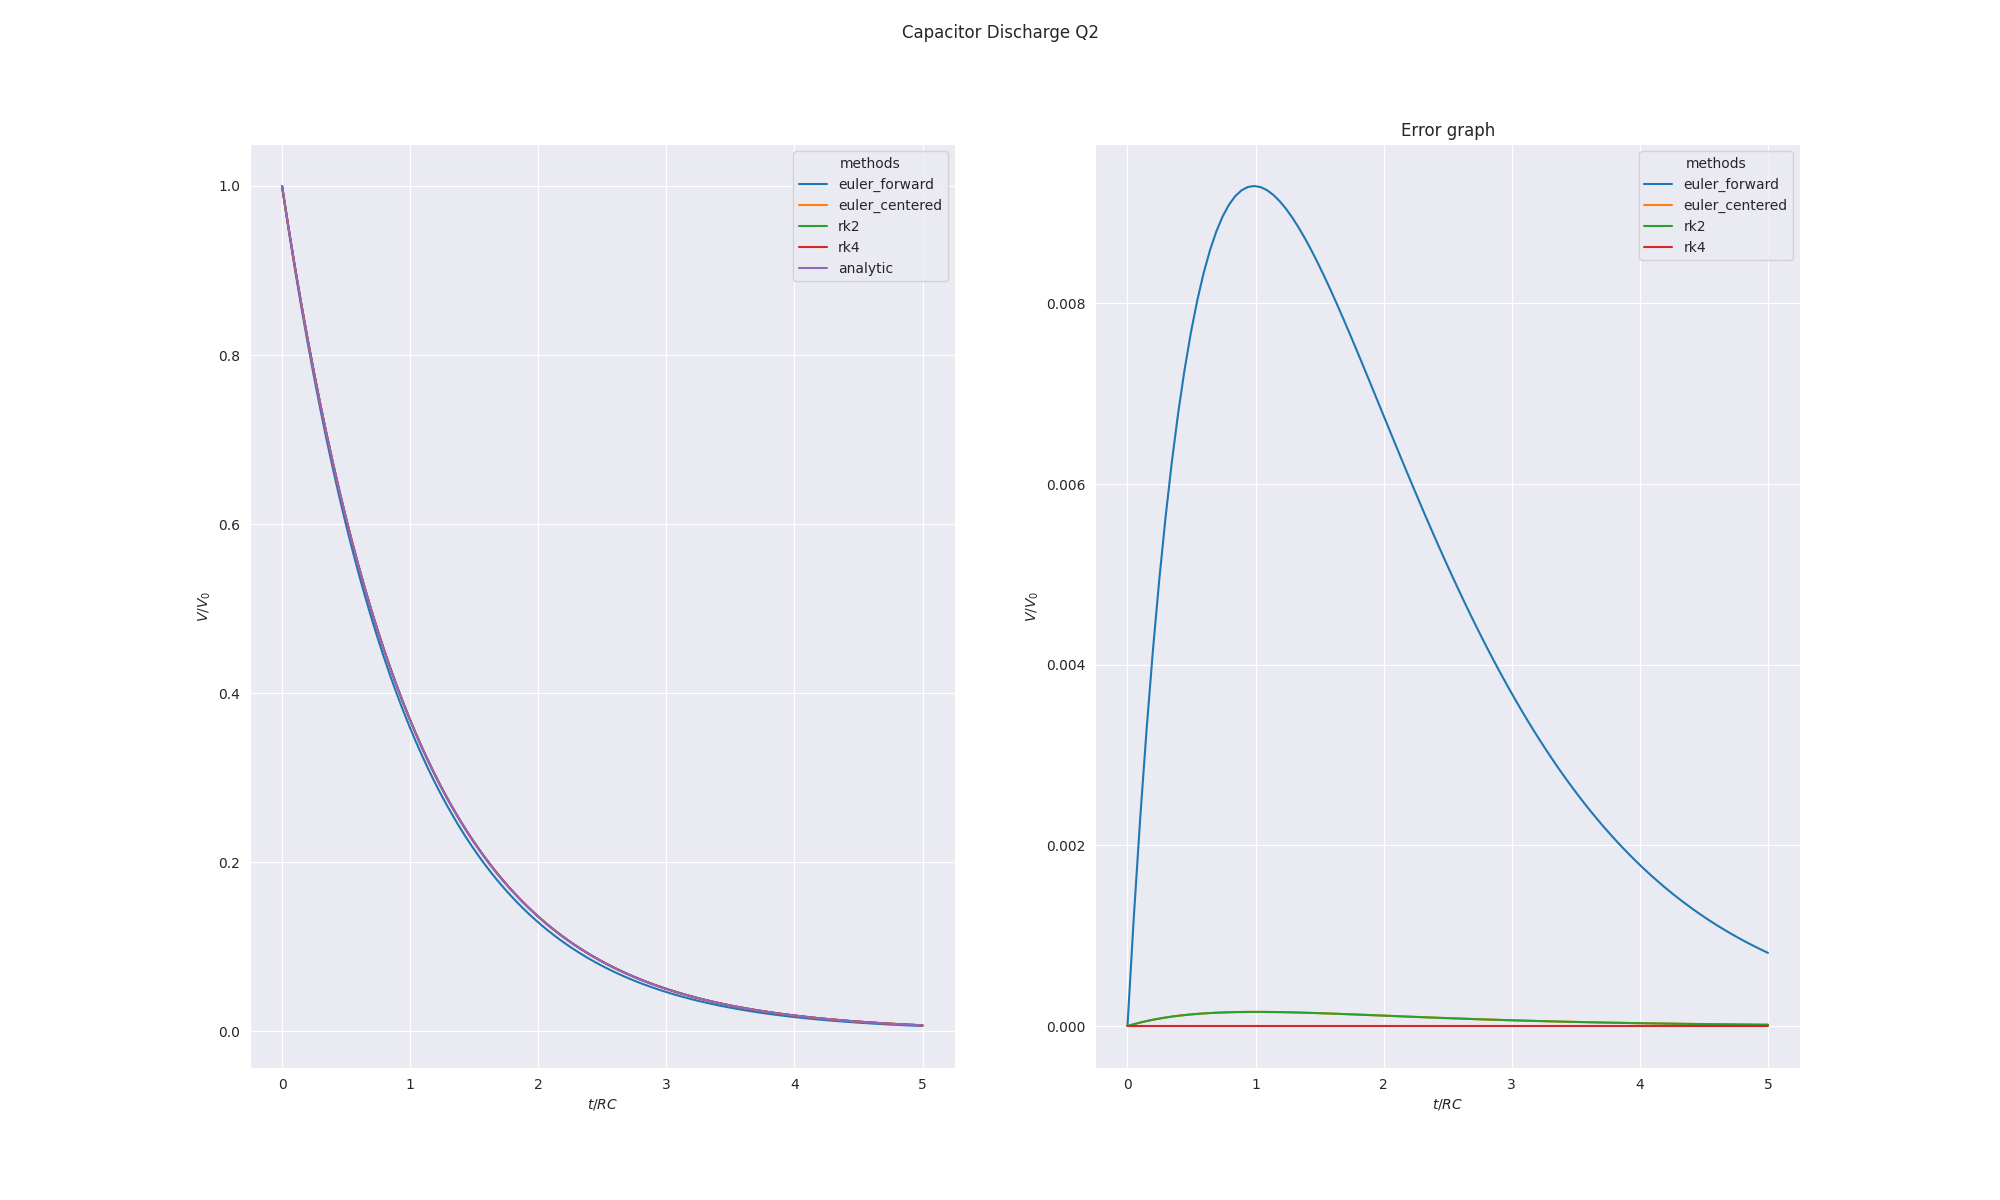 Capacitor Discharge Q2
methods
euler_forward
euler_centered
rk2
rk4
analytic
1.0
0.8
0.6
0.4
0.2
0.0
V/V₀
0 1 2 3 4 5
t/RC
Error graph
methods
euler_forward
euler_centered
rk2
rk4
0.008
0.006
0.004
0.002
0.000
V/V₀
0 1 2 3 4 5
t/RC